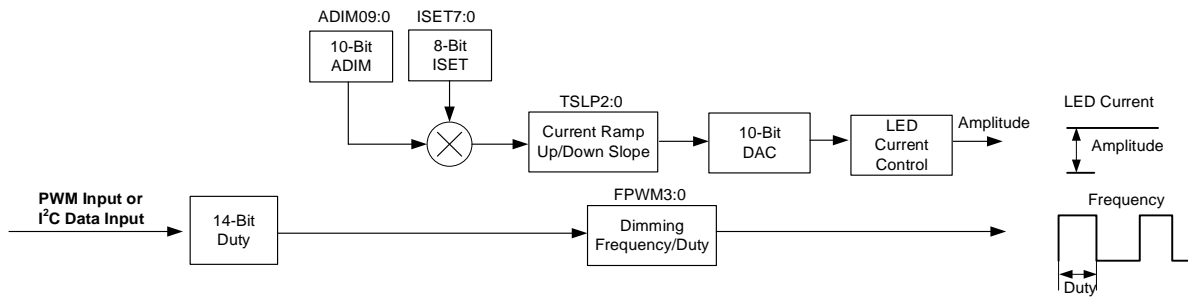 ADIM09:0
ISET7:0
10-Bit
ADIM
8-Bit
ISET
TSLP2:0
Current Ramp
Up/Down Slope
10-Bit
DAC
LED
Current
Control
Amplitude
LED Current
Amplitude
PWM Input or
I²C Data Input
14-Bit
Duty
FPWM3:0
Dimming
Frequency/Duty
Frequency
Duty